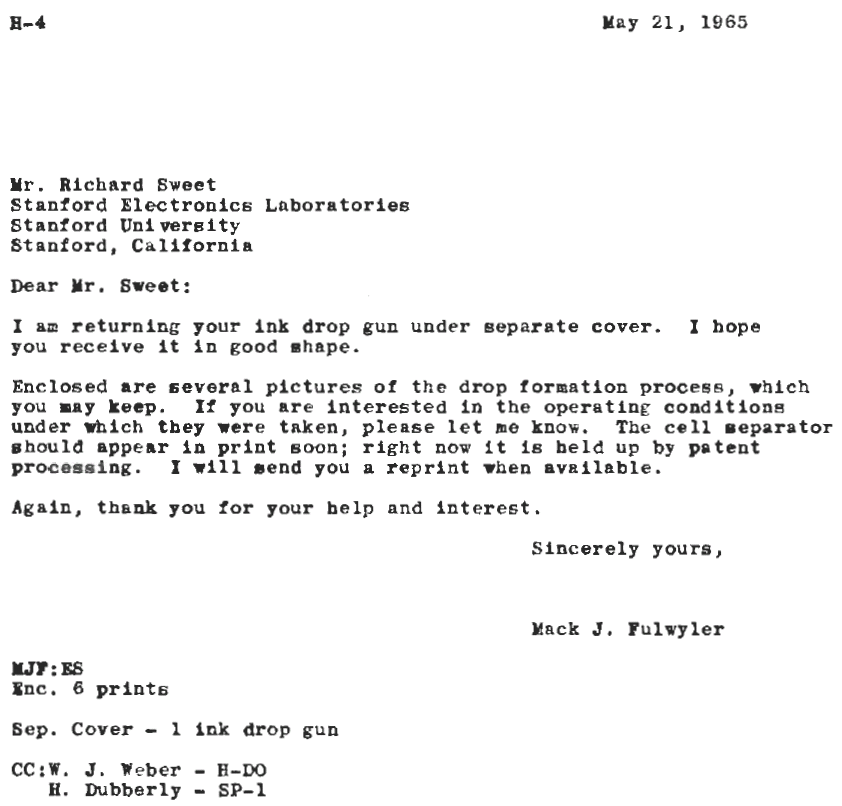 H-4 May 21, 1965
Mr. Richard Sweet
Stanford Electronics Laboratories
Stanford University
Stanford, California
Dear Mr. Sweet:
I am returning your ink drop gun under separate cover. I hope
you receive it in good shape.
Enclosed are several pictures of the drop formation process, which
you may keep. If you are interested in the operating conditions
under which they were taken, please let me know. The cell separator
should appear in print soon; right now it is held up by patent
processing. I will send you a reprint when available.
Again, thank you for your help and interest.
Sincerely yours,
Mack J. Fulwyler
MJF:ES
Enc. 6 prints
Sep. Cover - 1 ink drop gun
CC:W. J. Weber - H-DO
H. Dubberly - SP-1